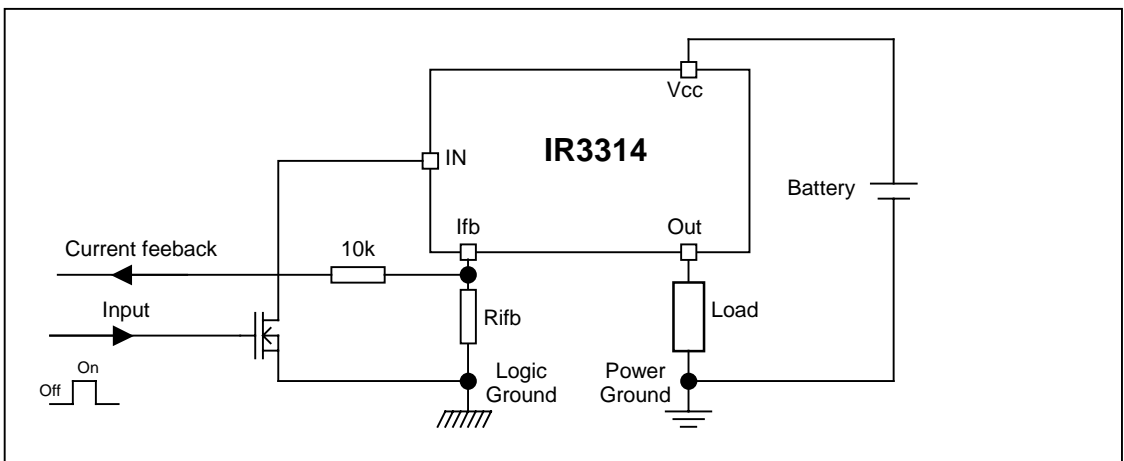 Vcc
IR3314
IN
Battery
Ifb
Out
Current feeback
10k
Input
Rifb
Load
On
Off
Logic
Ground
Power
Ground